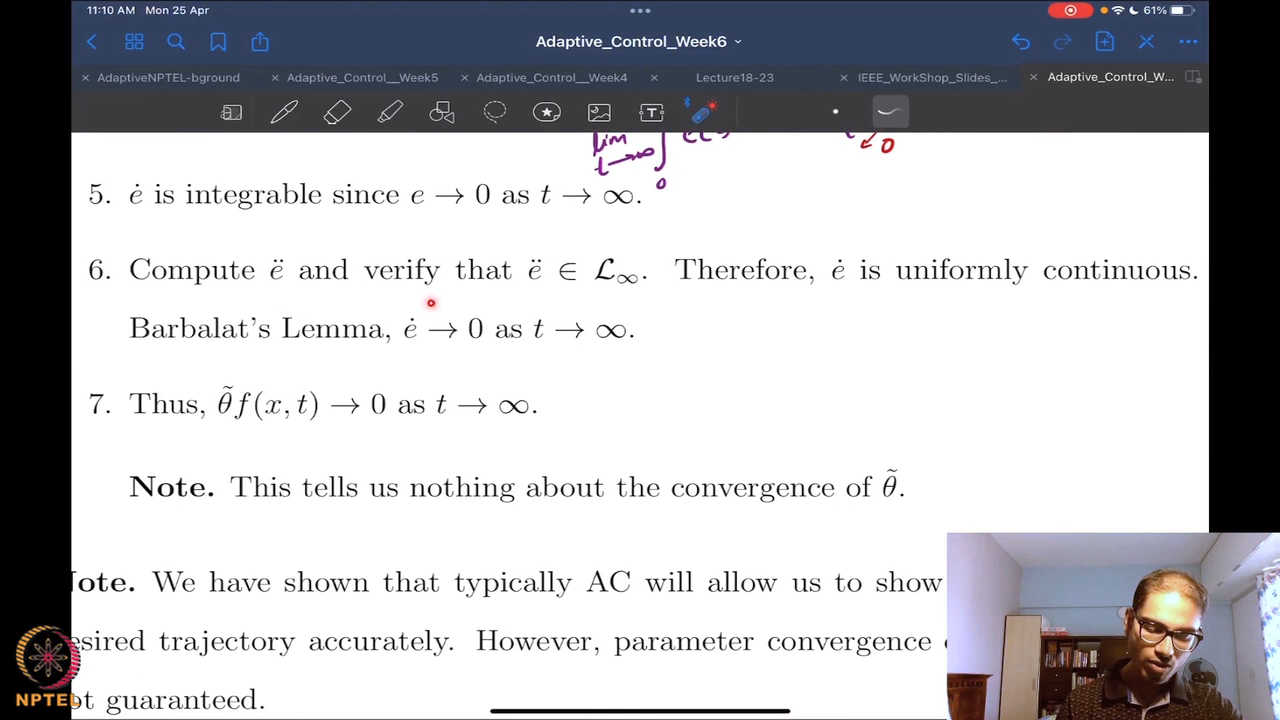 11:10 AM Mon 25 Apr
61%
Adaptive_Control_Week6
AdaptiveNPTEL-bground
Adaptive_Control__Week5
Adaptive_Control__Week4
Lecture18-23
IEEE_WorkShop_Slides_...
Adaptive_Control_W...
lim
t→∞ ∫
0
0
5. ė is integrable since e → 0 as t → ∞.
6. Compute ë and verify that ë ∈ 𝓛∞. Therefore, ė is uniformly continuous.
Barbalat's Lemma, ė → 0 as t → ∞.
7. Thus, θ̃f(x, t) → 0 as t → ∞.
Note. This tells us nothing about the convergence of θ̃.
Note. We have shown that typically AC will allow us to show
esired trajectory accurately. However, parameter convergence
ot guaranteed.
NPTEL